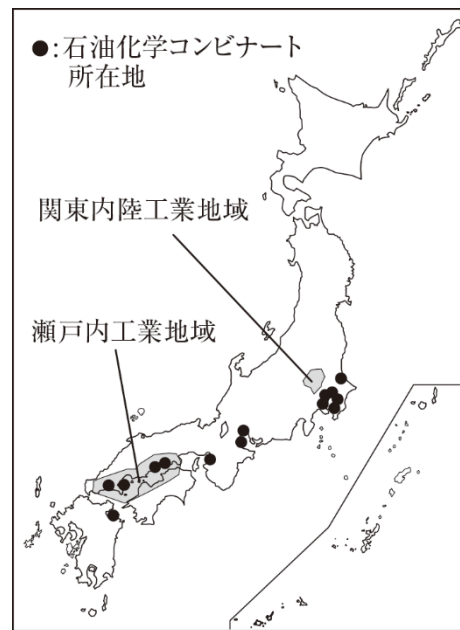 ●:石油化学コンビナート
所在地
関東内陸工業地域
瀬戸内工業地域